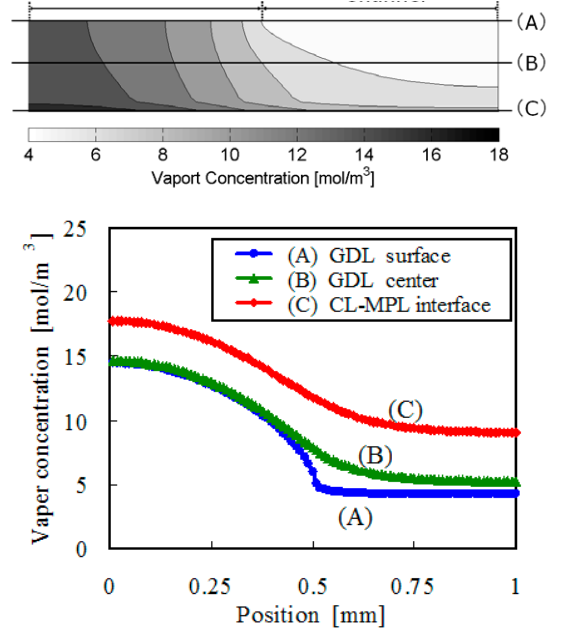 (A)
(B)
(C)
4 6 8 10 12 14 16 18
Vaport Concentration [mol/m³]
25
20
15
10
5
0
Vaper concentration [mol/m³]
(A) GDL surface
(B) GDL center
(C) CL-MPL interface
(C)
(B)
(A)
0 0.25 0.5 0.75 1
Position [mm]